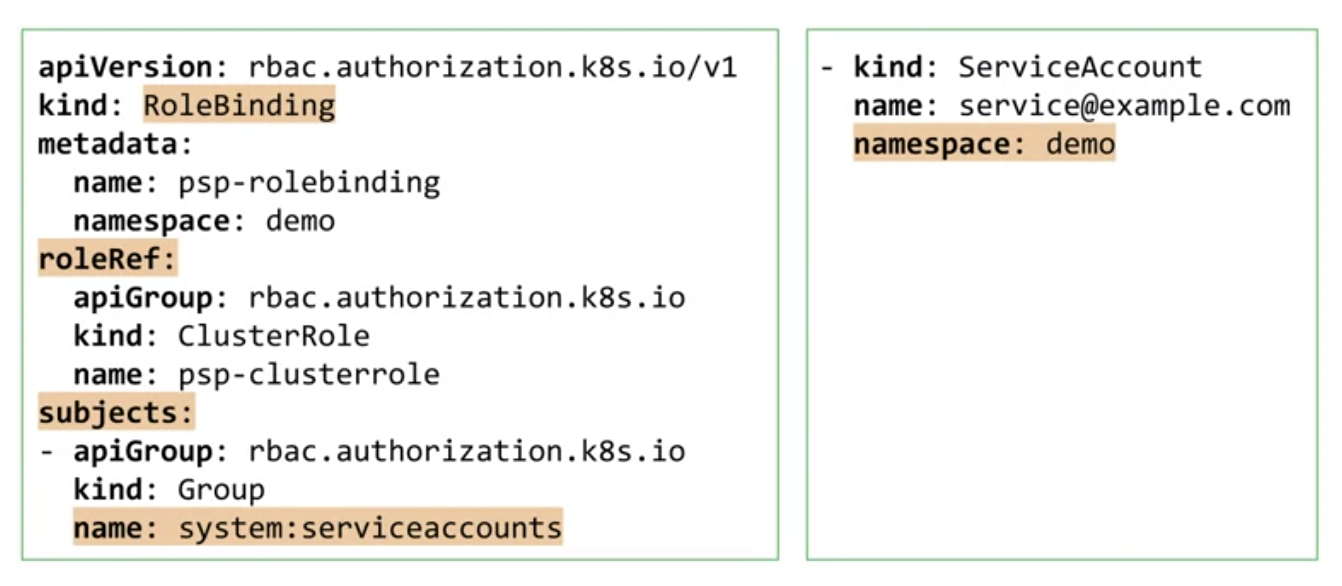 apiVersion: rbac.authorization.k8s.io/v1
kind: RoleBinding
metadata:
  name: psp-rolebinding
  namespace: demo
roleRef:
  apiGroup: rbac.authorization.k8s.io
  kind: ClusterRole
  name: psp-clusterrole
subjects:
- apiGroup: rbac.authorization.k8s.io
  kind: Group
  name: system:serviceaccounts
- kind: ServiceAccount
  name: service@example.com
  namespace: demo